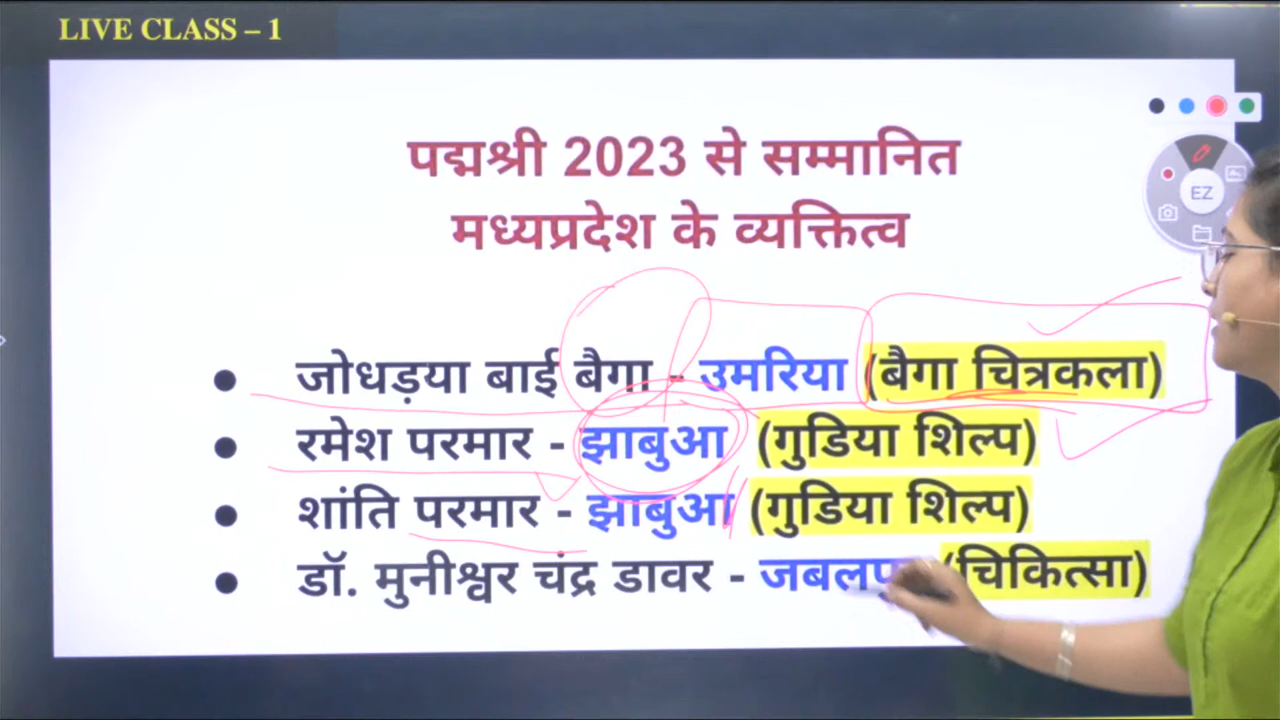 LIVE CLASS – 1
पद्मश्री 2023 से सम्मानित
मध्यप्रदेश के व्यक्तित्व
EZ
• जोधड़या बाई बैगा - उमरिया (बैगा चित्रकला)
• रमेश परमार - झाबुआ (गुडिया शिल्प)
• शांति परमार - झाबुआ (गुडिया शिल्प)
• डॉ. मुनीश्वर चंद्र डावर - (चिकित्सा)